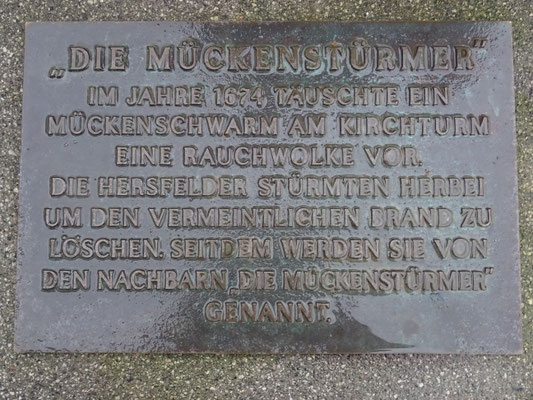 „DIE MÜCKENSTÜRMER"
IM JAHRE 1674 TÄUSCHTE EIN
MÜCKENSCHWARM AM KIRCHTURM
EINE RAUCHWOLKE VOR.
DIE HERSFELDER STÜRMTEN HERBEI
UM DEN VERMEINTLICHEN BRAND ZU
LÖSCHEN. SEITDEM WERDEN SIE VON
DEN NACHBARN „DIE MÜCKENSTÜRMER"
GENANNT.